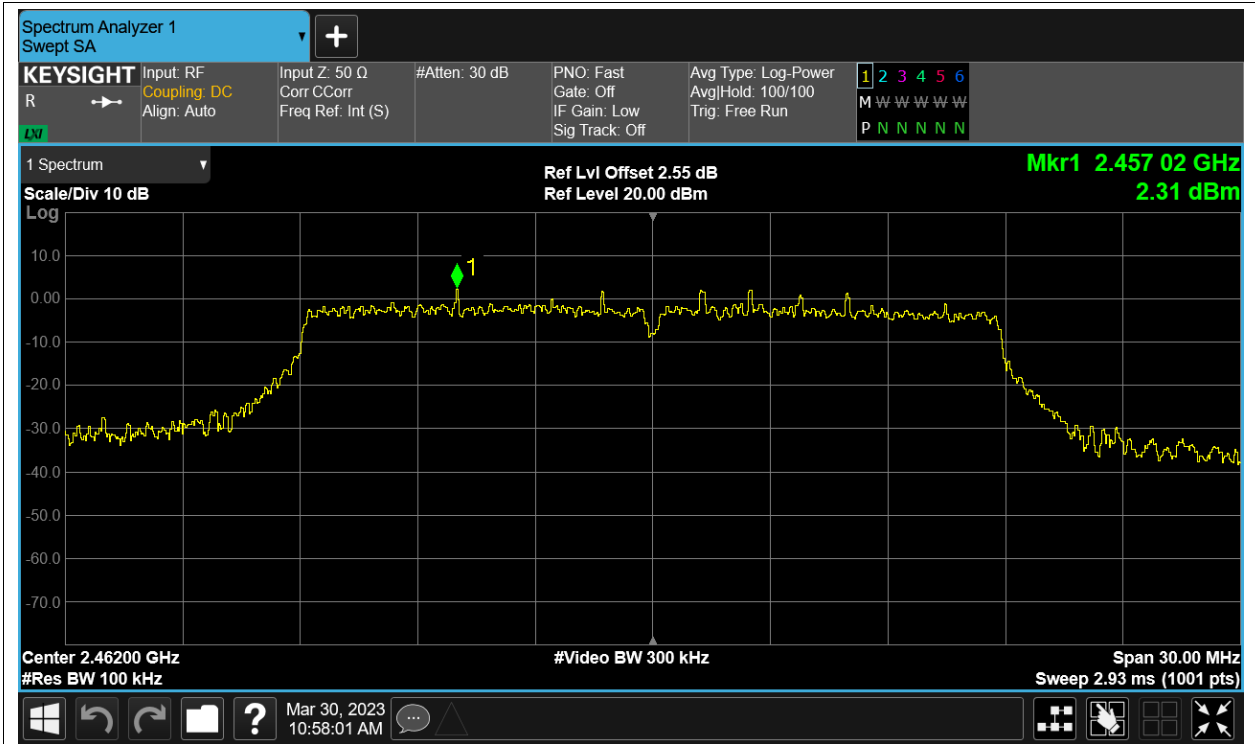 Spectrum Analyzer 1
Swept SA
KEYSIGHT
R
LXI
Input: RF
Coupling: DC
Align: Auto
Input Z: 50 Ω
Corr CCorr
Freq Ref: Int (S)
#Atten: 30 dB
PNO: Fast
Gate: Off
IF Gain: Low
Sig Track: Off
Avg Type: Log-Power
Avg|Hold: 100/100
Trig: Free Run
1 2 3 4 5 6
M W W W W W
P N N N N N
1 Spectrum
Scale/Div 10 dB
Log
Ref Lvl Offset 2.55 dB
Ref Level 20.00 dBm
Mkr1 2.457 02 GHz
2.31 dBm
1
10.0
0.00
-10.0
-20.0
-30.0
-40.0
-50.0
-60.0
-70.0
Center 2.46200 GHz
#Res BW 100 kHz
#Video BW 300 kHz
Span 30.00 MHz
Sweep 2.93 ms (1001 pts)
?
Mar 30, 2023
10:58:01 AM